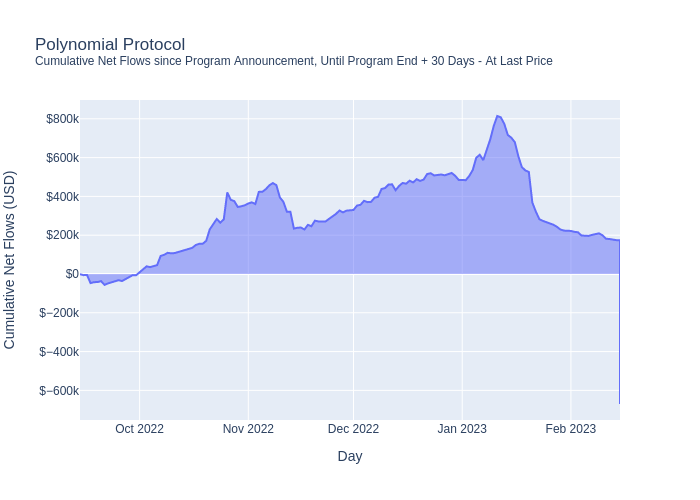 Polynomial Protocol
Cumulative Net Flows since Program Announcement, Until Program End + 30 Days - At Last Price
Cumulative Net Flows (USD)
$800k
$600k
$400k
$200k
$0
$−200k
$−400k
$−600k
Oct 2022
Nov 2022
Dec 2022
Jan 2023
Feb 2023
Day